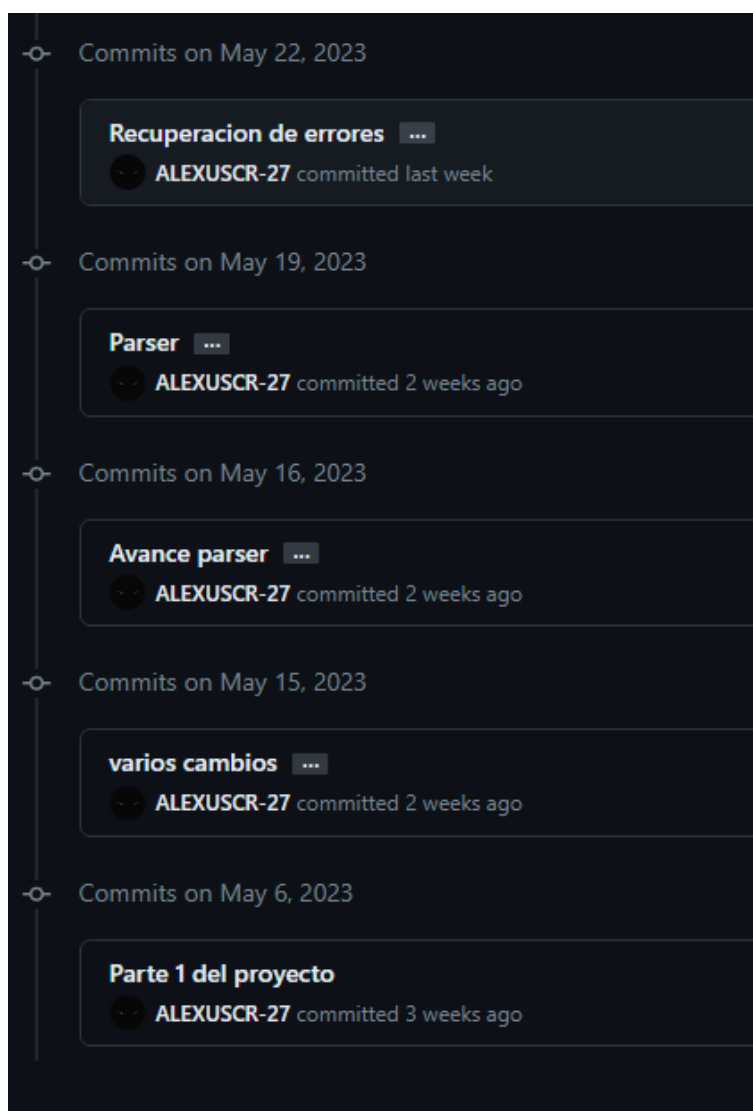 Commits on May 22, 2023
Recuperacion de errores ...
ALEXUSCR-27 committed last week
Commits on May 19, 2023
Parser ...
ALEXUSCR-27 committed 2 weeks ago
Commits on May 16, 2023
Avance parser ...
ALEXUSCR-27 committed 2 weeks ago
Commits on May 15, 2023
varios cambios ...
ALEXUSCR-27 committed 2 weeks ago
Commits on May 6, 2023
Parte 1 del proyecto
ALEXUSCR-27 committed 3 weeks ago